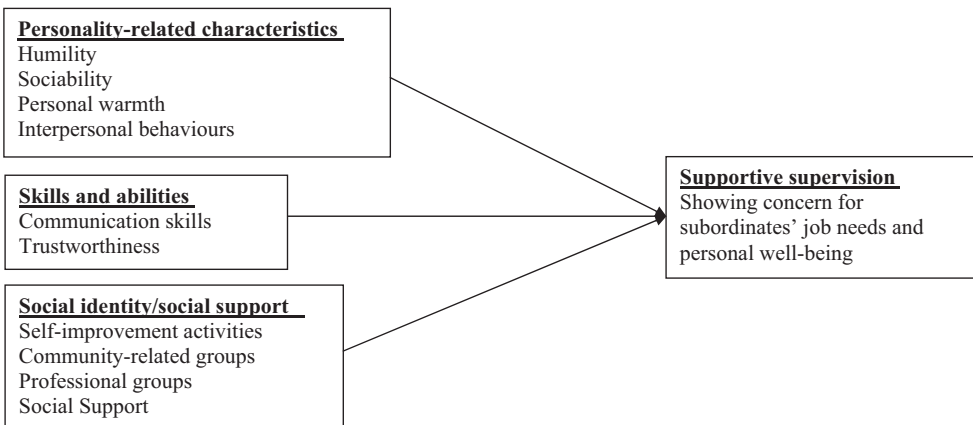 Personality-related characteristics
Humility
Sociability
Personal warmth
Interpersonal behaviours
Skills and abilities
Communication skills
Trustworthiness
Social identity/social support
Self-improvement activities
Community-related groups
Professional groups
Social Support
Supportive supervision
Showing concern for
subordinates’ job needs and
personal well-being